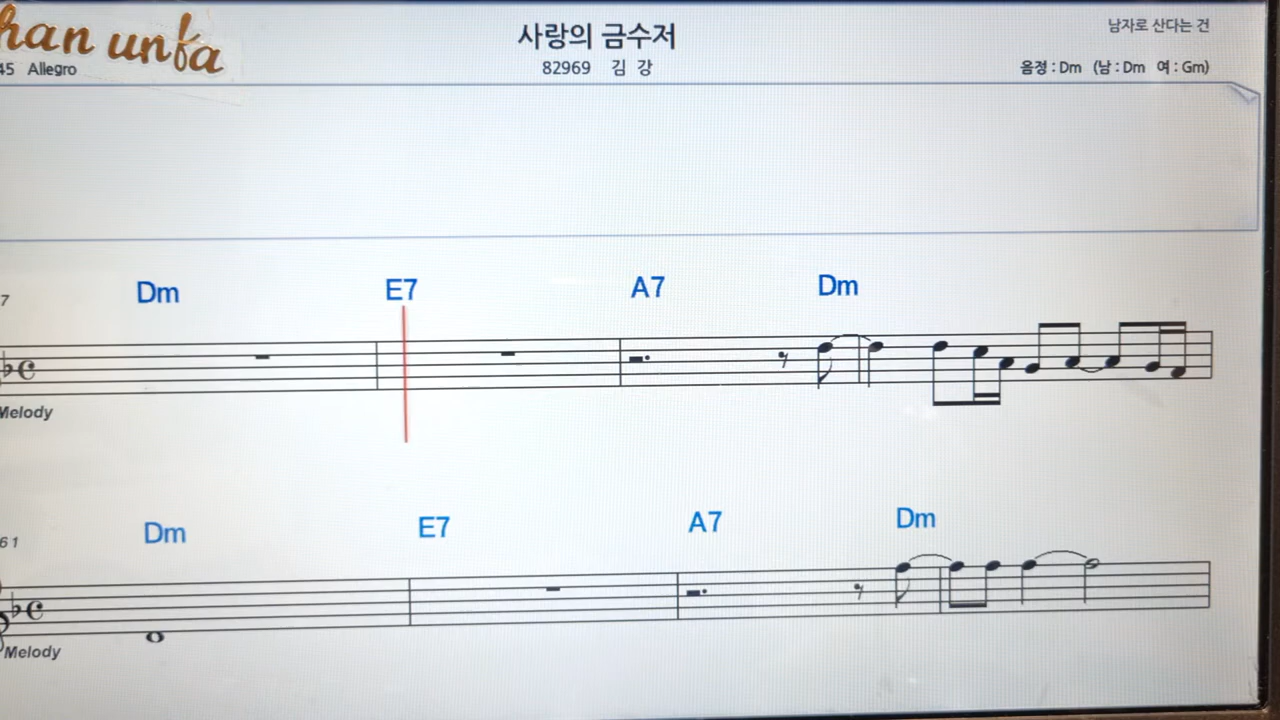 han unfa
사랑의 금수저
남자로 산다는 건
45 Allegro
82969 김 강
음정 : Dm (남 : Dm 여 : Gm)
7
Dm E7 A7 Dm
Melody
61
Dm E7 A7 Dm
Melody